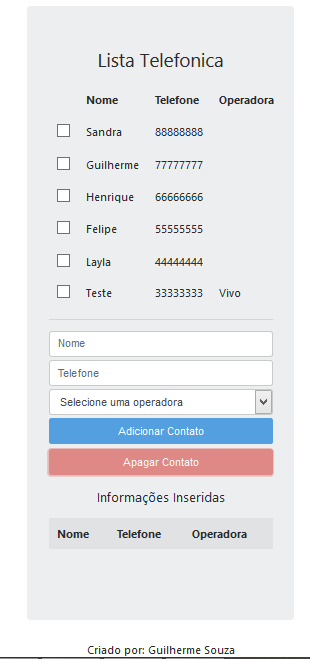 Lista Telefonica
Nome Telefone Operadora
Sandra 88888888
Guilherme 77777777
Henrique 66666666
Felipe 55555555
Layla 44444444
Teste 33333333 Vivo
Nome
Telefone
Selecione uma operadora
Adicionar Contato
Apagar Contato
Informações Inseridas
Nome Telefone Operadora
Criado por: Guilherme Souza